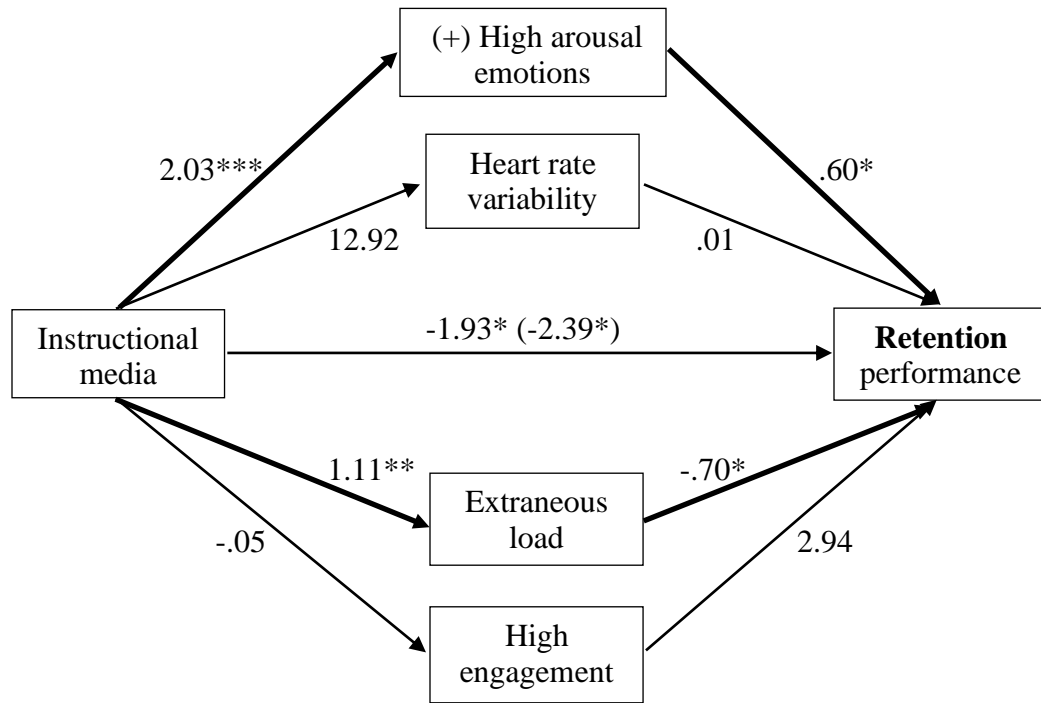 (+) High arousal
emotions
2.03***
.60*
Heart rate
variability
12.92
.01
-1.93* (-2.39*)
Instructional
media
Retention
performance
1.11**
-.70*
Extraneous
load
-.05
2.94
High
engagement